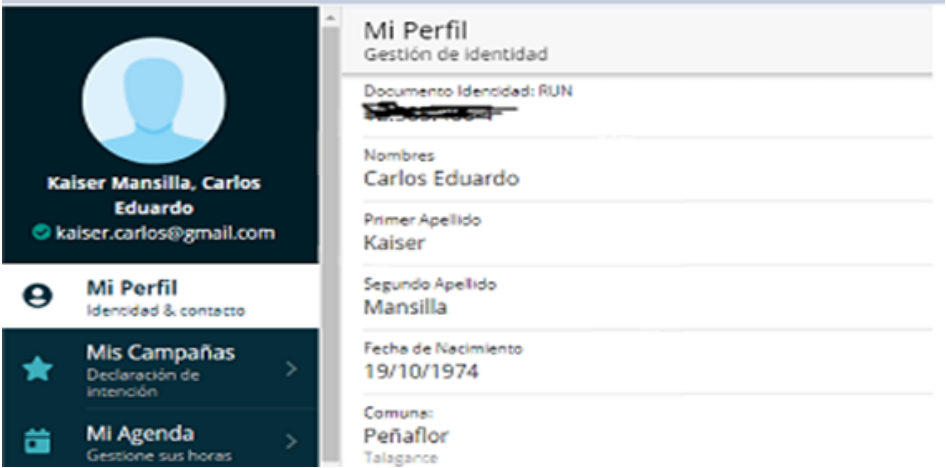 Kaiser Mansilla, Carlos
Eduardo
kaiser.carlos@gmail.com
Mi Perfil
Identidad & contacto
Mis Campañas
Declaración de
intención
Mi Agenda
Gestione sus horas
Mi Perfil
Gestión de identidad
Documento Identidad: RUN
Nombres
Carlos Eduardo
Primer Apellido
Kaiser
Segundo Apellido
Mansilla
Fecha de Nacimiento
19/10/1974
Comuna:
Peñaflor
Talagante